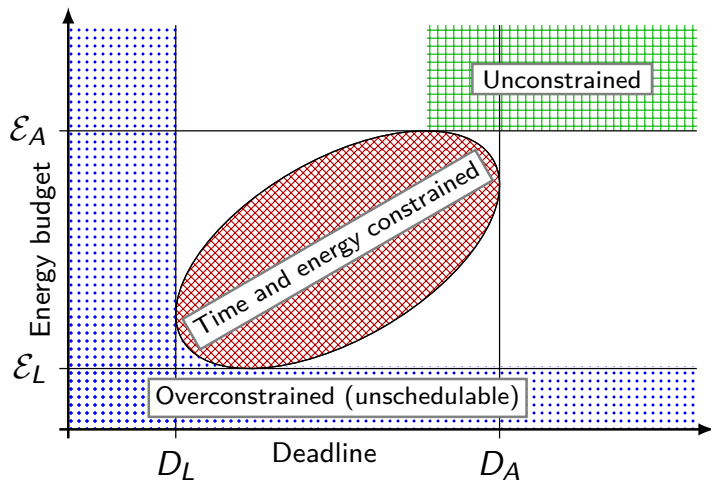 Unconstrained
ℰ_A
Energy budget
Time and energy constrained
ℰ_L
Overconstrained (unschedulable)
D_L
Deadline
D_A